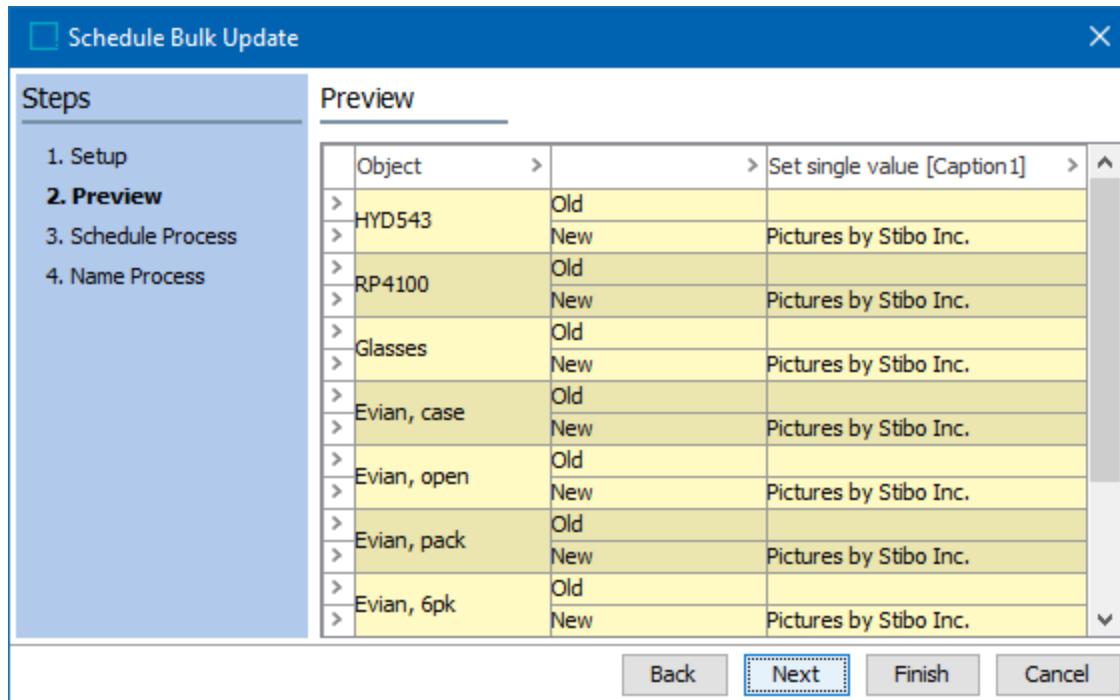 Schedule Bulk Update
Steps
1. Setup
2. Preview
3. Schedule Process
4. Name Process
Preview
Object > > Set single value [Caption1] >
HYD543 Old
New Pictures by Stibo Inc.
RP4100 Old
New Pictures by Stibo Inc.
Glasses Old
New Pictures by Stibo Inc.
Evian, case Old
New Pictures by Stibo Inc.
Evian, open Old
New Pictures by Stibo Inc.
Evian, pack Old
New Pictures by Stibo Inc.
Evian, 6pk Old
New Pictures by Stibo Inc.
Back Next Finish Cancel